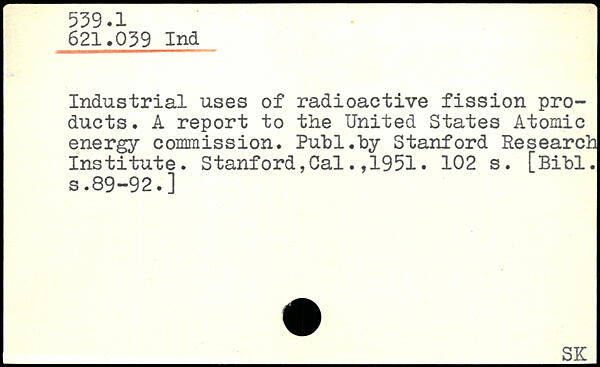 539.1
621.039 Ind
Industrial uses of radioactive fission pro-
ducts. A report to the United States Atomic
energy commission. Publ.by Stanford Research
Institute. Stanford,Cal.,1951. 102 s. [Bibl.
s.89-92.]
SK